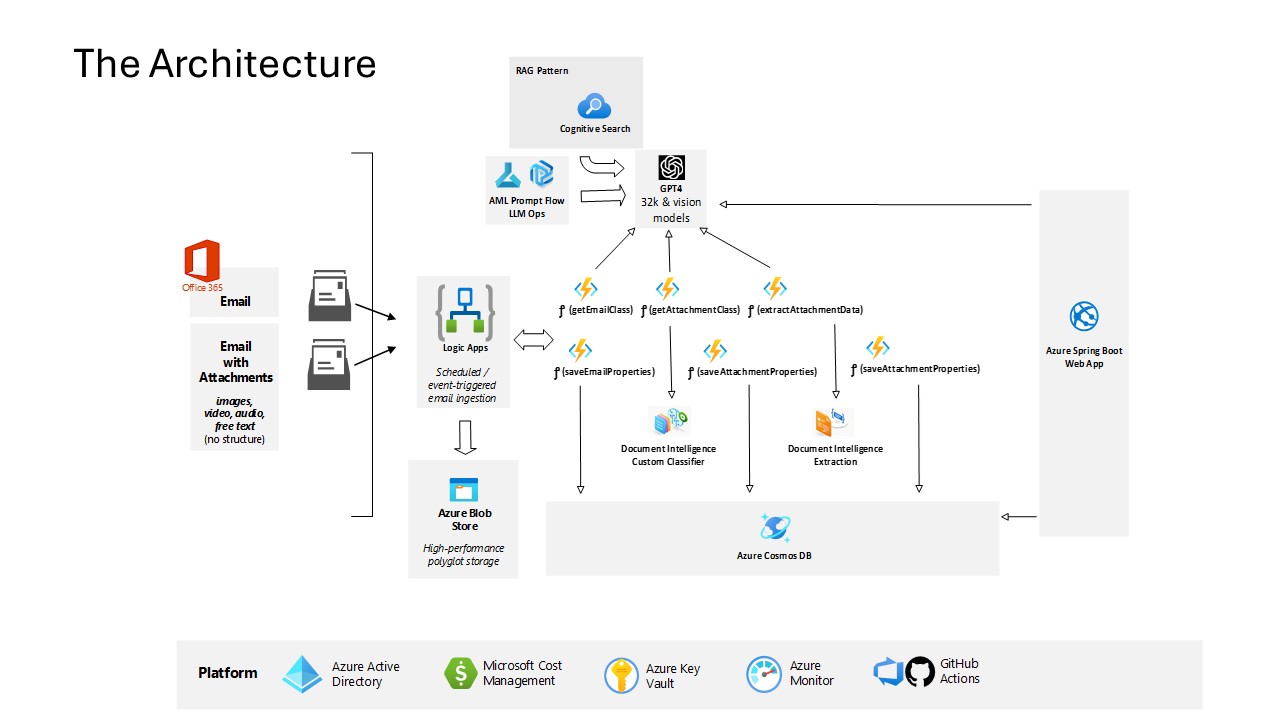 The Architecture
RAG Pattern
Cognitive Search
AML Prompt Flow
LLM Ops
GPT4
32k & vision
models
Office 365
Email
Email
with
Attachments
images,
video, audio,
free text
(no structure)
Logic Apps
Scheduled /
event-triggered
email ingestion
Azure Blob
Store
High-performance
polyglot storage
ƒ (getEmailClass)
ƒ (getAttachmentClass)
ƒ (extractAttachmentData)
ƒ (saveEmailProperties)
ƒ (saveAttachmentProperties)
ƒ (saveAttachmentProperties)
Document Intelligence
Custom Classifier
Document Intelligence
Extraction
Azure Cosmos DB
Azure Spring Boot
Web App
Platform
Azure Active
Directory
Microsoft Cost
Management
Azure Key
Vault
Azure
Monitor
GitHub
Actions